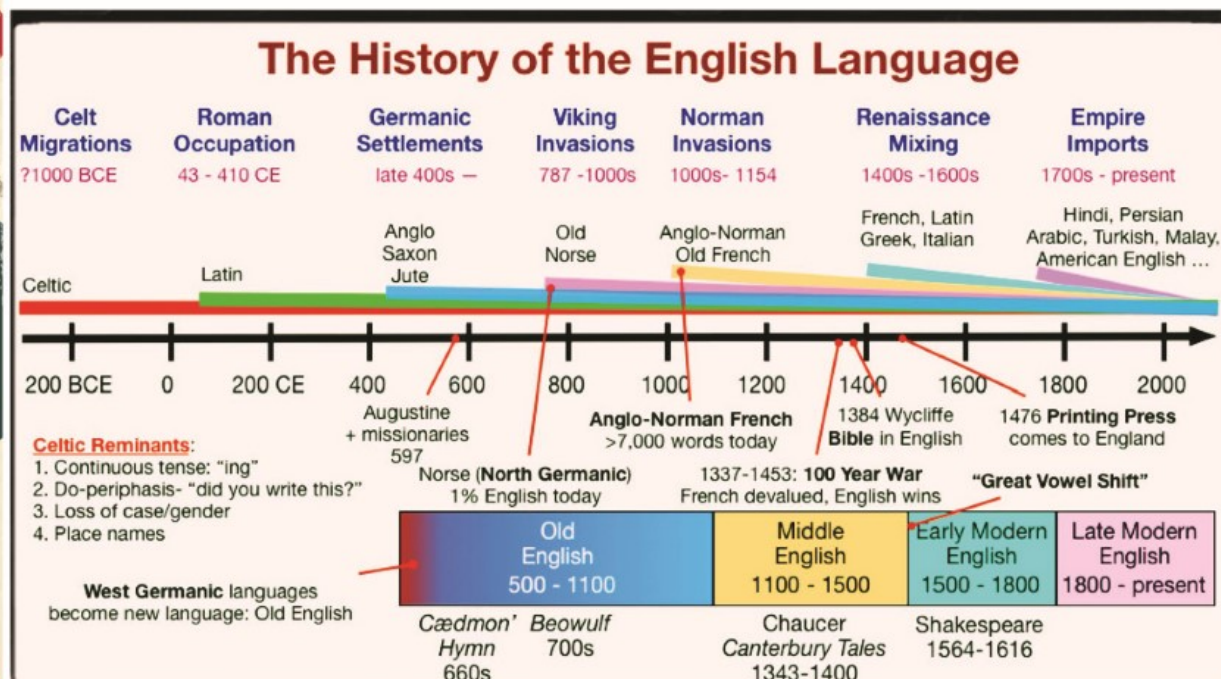 The History of the English Language
Celt
Migrations
?1000 BCE
Roman
Occupation
43 - 410 CE
Germanic
Settlements
late 400s —
Viking
Invasions
787 -1000s
Norman
Invasions
1000s- 1154
Renaissance
Mixing
1400s -1600s
Empire
Imports
1700s - present
Celtic
Latin
Anglo
Saxon
Jute
Old
Norse
Anglo-Norman
Old French
French, Latin
Greek, Italian
Hindi, Persian
Arabic, Turkish, Malay,
American English ...
200 BCE 0 200 CE 400 600 800 1000 1200 1400 1600 1800 2000
Augustine
+ missionaries
597
Anglo-Norman French
>7,000 words today
1384 Wycliffe
Bible in English
1476 Printing Press
comes to England
Celtic Reminants:
1. Continuous tense: “ing”
2. Do-periphasis- “did you write this?”
3. Loss of case/gender
4. Place names
Norse (North Germanic)
1% English today
1337-1453: 100 Year War
French devalued, English wins
“Great Vowel Shift”
West Germanic languages
become new language: Old English
Old
English
500 - 1100
Middle
English
1100 - 1500
Early Modern
English
1500 - 1800
Late Modern
English
1800 - present
Cædmon’
Hymn
660s
Beowulf
700s
Chaucer
Canterbury Tales
1343-1400
Shakespeare
1564-1616